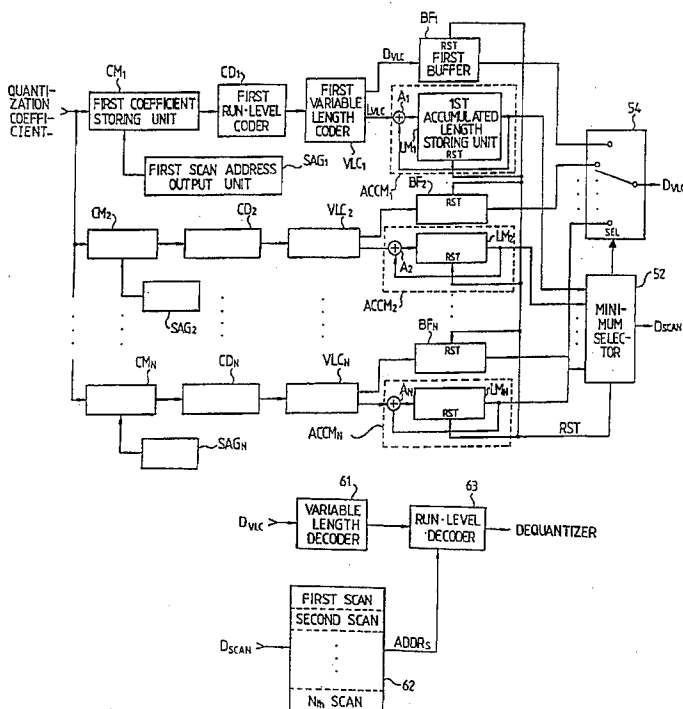 QUANTI-
ZATION
COEFFICI-
ENT
CM1
FIRST COEFFICIENT
STORING UNIT
CD1
FIRST
RUN-LEVEL
CODER
FIRST
VARIABLE
LENGTH
CODER
VLC1
FIRST SCAN ADDRESS
OUTPUT UNIT
SAG1
DVLC
LVLC
BF1
RST
FIRST
BUFFER
A1
1ST
ACCUMULATED
LENGTH
STORING UNIT
RST
LM1
ACCM1
54
SEL
DVLC
CM2
CD2
VLC2
SAG2
BF2
RST
A2
LM2
RST
ACCM2
52
MINIMUM
SELEC-
TOR
DSCAN
CMN
CDN
VLCN
SAGN
BFN
RST
AN
LMN
RST
ACCMN
RST
DVLC
61
VARIABLE
LENGTH
DECODER
63
RUN-LEVEL
DECODER
DEQUANTIZER
DSCAN
FIRST SCAN
SECOND SCAN
Nth SCAN
ADDRS
62